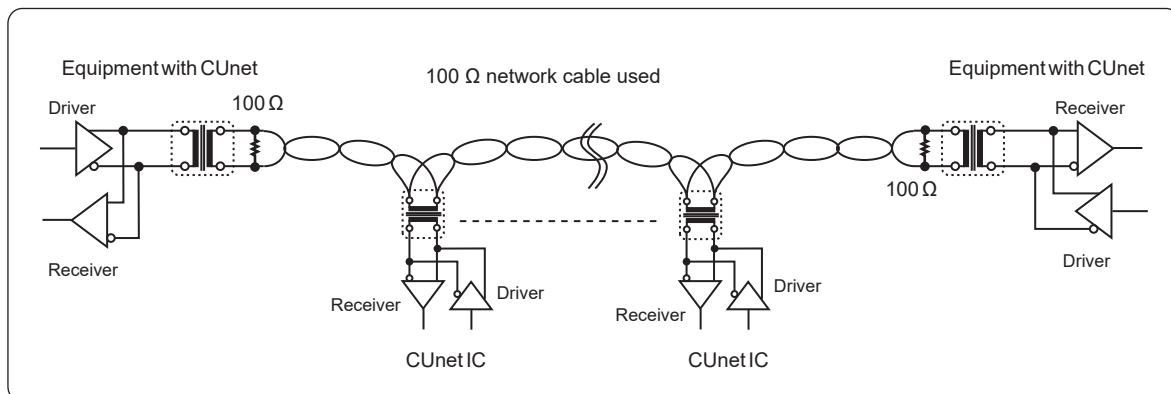 Equipment with CUnet
Driver
100 Ω
Receiver
100 Ω network cable used
Equipment with CUnet
Receiver
100 Ω
Driver
Receiver
Driver
CUnet IC
Receiver
Driver
CUnet IC